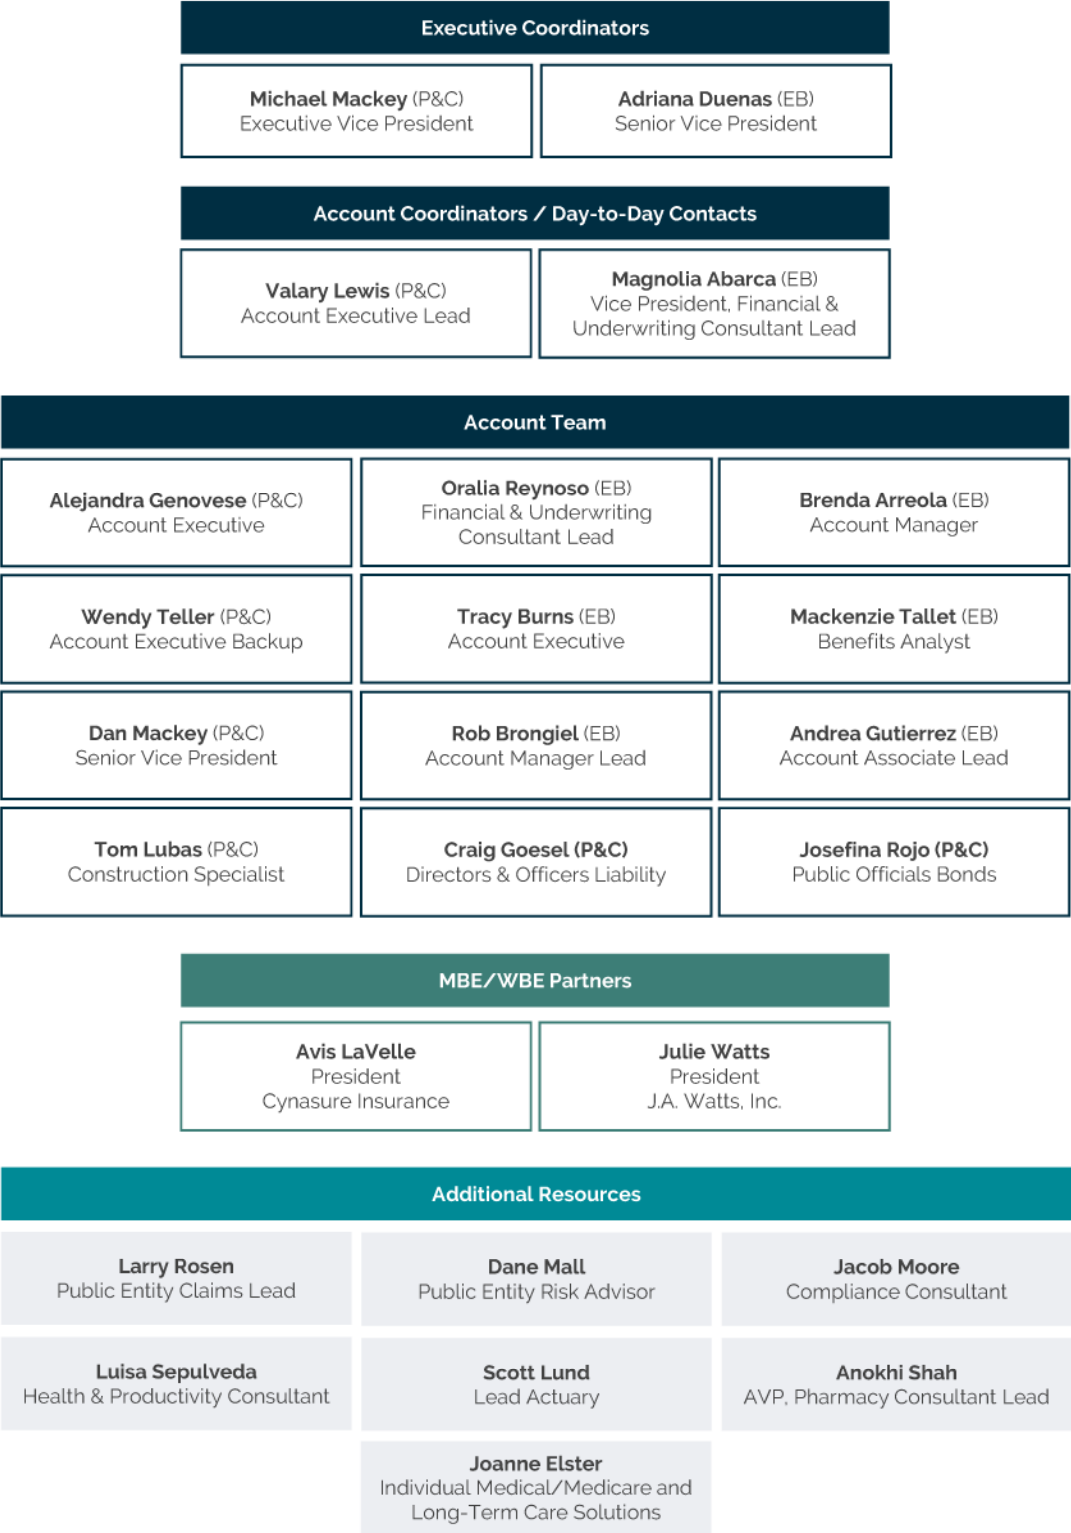 Executive Coordinators
Michael Mackey (P&C)
Executive Vice President
Adriana Duenas (EB)
Senior Vice President
Account Coordinators / Day-to-Day Contacts
Valary Lewis (P&C)
Account Executive Lead
Magnolia Abarca (EB)
Vice President, Financial &
Underwriting Consultant Lead
Account Team
Alejandra Genovese (P&C)
Account Executive
Oralia Reynoso (EB)
Financial & Underwriting
Consultant Lead
Brenda Arreola (EB)
Account Manager
Wendy Teller (P&C)
Account Executive Backup
Tracy Burns (EB)
Account Executive
Mackenzie Tallet (EB)
Benefits Analyst
Dan Mackey (P&C)
Senior Vice President
Rob Brongiel (EB)
Account Manager Lead
Andrea Gutierrez (EB)
Account Associate Lead
Tom Lubas (P&C)
Construction Specialist
Craig Goesel (P&C)
Directors & Officers Liability
Josefina Rojo (P&C)
Public Officials Bonds
MBE/WBE Partners
Avis LaVelle
President
Cynasure Insurance
Julie Watts
President
J.A. Watts, Inc.
Additional Resources
Larry Rosen
Public Entity Claims Lead
Dane Mall
Public Entity Risk Advisor
Jacob Moore
Compliance Consultant
Luisa Sepulveda
Health & Productivity Consultant
Scott Lund
Lead Actuary
Anokhi Shah
AVP, Pharmacy Consultant Lead
Joanne Elster
Individual Medical/Medicare and
Long-Term Care Solutions